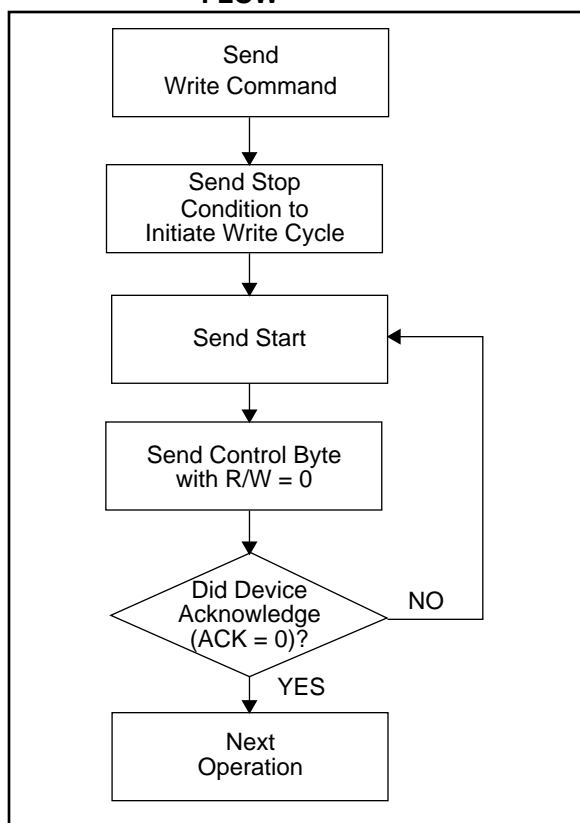 FLOW
Send
Write Command
Send Stop
Condition to
Initiate Write Cycle
Send Start
Send Control Byte
with R/W = 0
Did Device
Acknowledge
(ACK = 0)?
NO
YES
Next
Operation